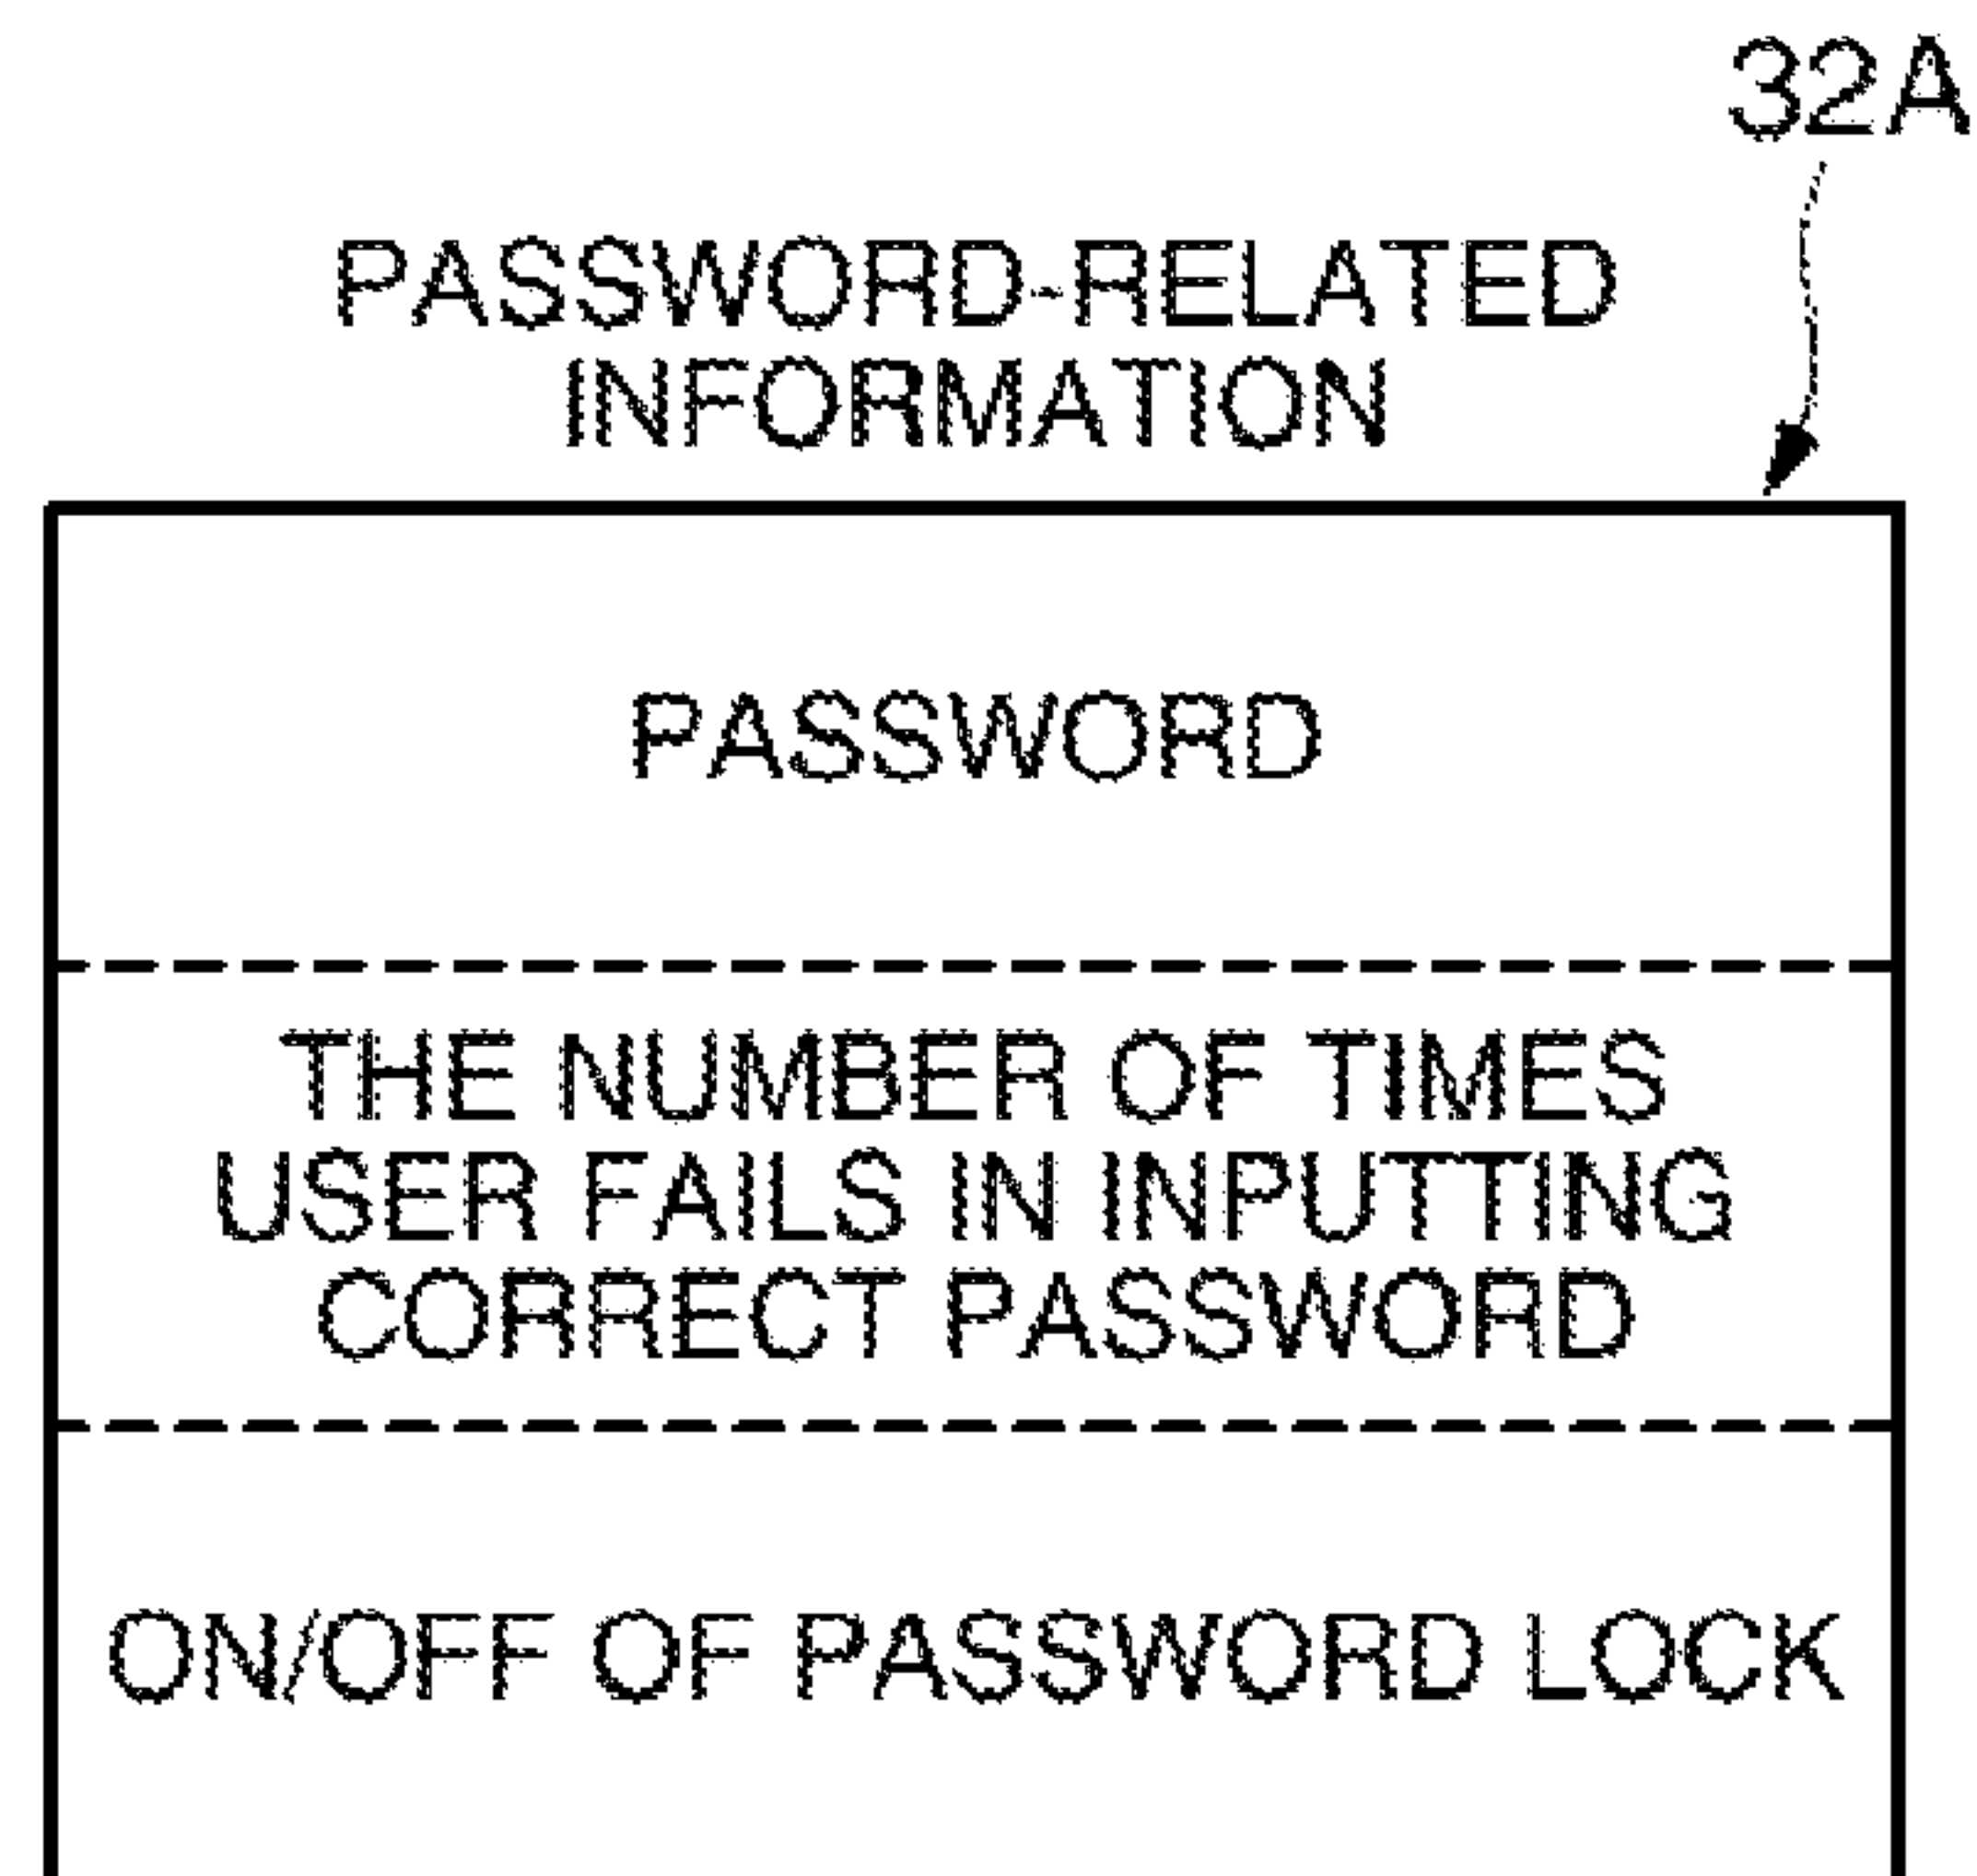 32A
PASSWORD-RELATED
INFORMATION
PASSWORD
THE NUMBER OF TIMES
USER FAILS IN INPUTTING
CORRECT PASSWORD
ON/OFF OF PASSWORD LOCK